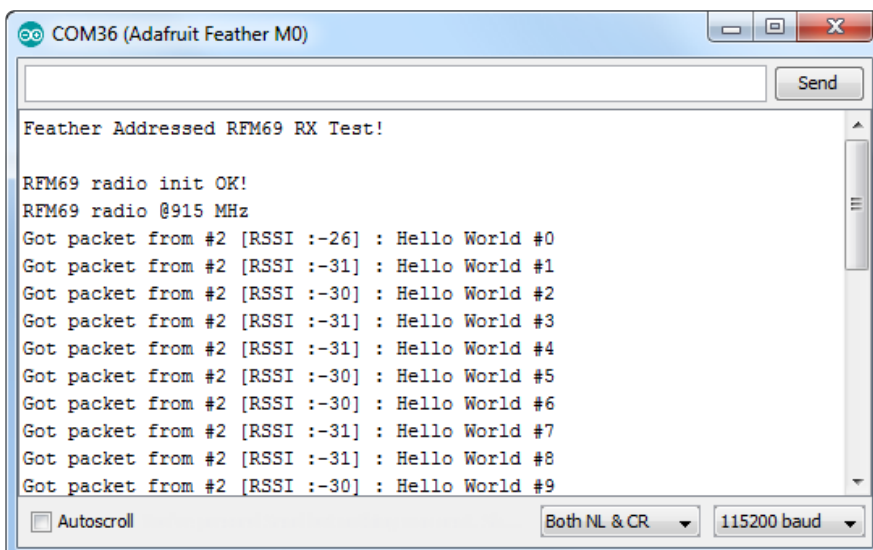 COM36 (Adafruit Feather M0)
Send
Feather Addressed RFM69 RX Test!
RFM69 radio init OK!
RFM69 radio @915 MHz
Got packet from #2 [RSSI :-26] : Hello World #0
Got packet from #2 [RSSI :-31] : Hello World #1
Got packet from #2 [RSSI :-30] : Hello World #2
Got packet from #2 [RSSI :-31] : Hello World #3
Got packet from #2 [RSSI :-31] : Hello World #4
Got packet from #2 [RSSI :-30] : Hello World #5
Got packet from #2 [RSSI :-30] : Hello World #6
Got packet from #2 [RSSI :-31] : Hello World #7
Got packet from #2 [RSSI :-31] : Hello World #8
Got packet from #2 [RSSI :-30] : Hello World #9
Autoscroll Both NL & CR 115200 baud